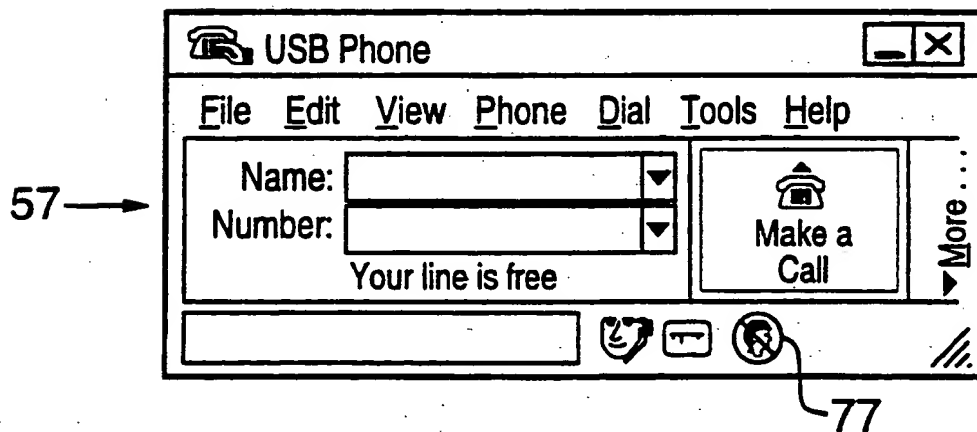 USB Phone
File Edit View Phone Dial Tools Help
Name:
Number:
Your line is free
Make a
Call
More...
57
77